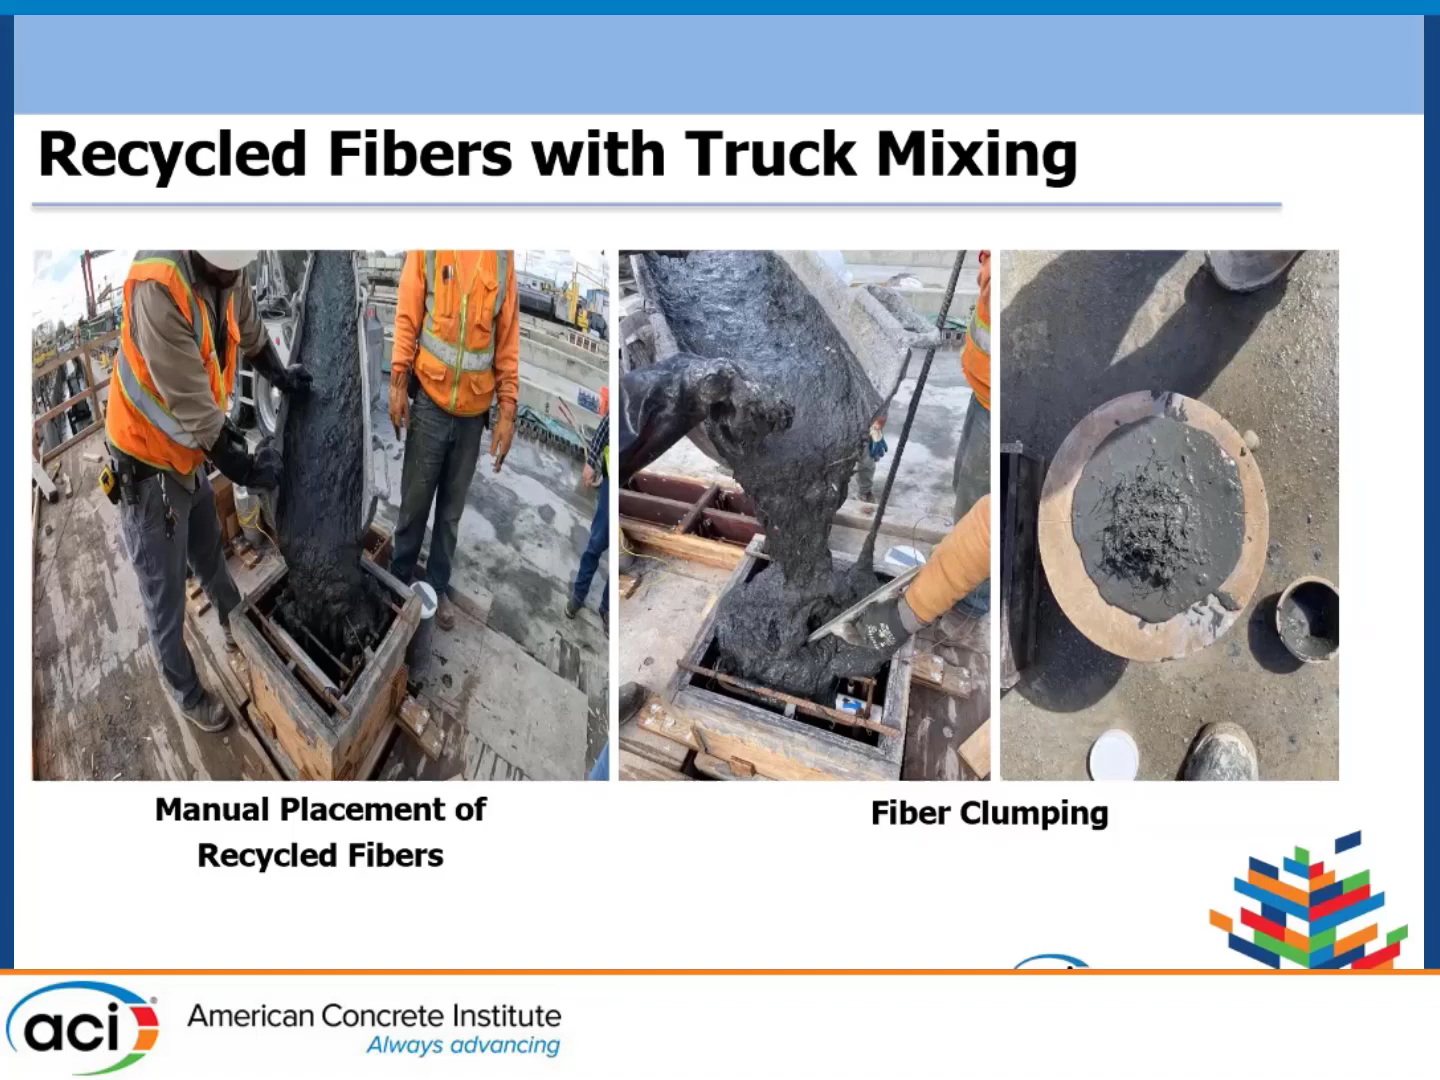 Recycled Fibers with Truck Mixing
Manual Placement of
Recycled Fibers
Fiber Clumping
aci
American Concrete Institute
Always advancing